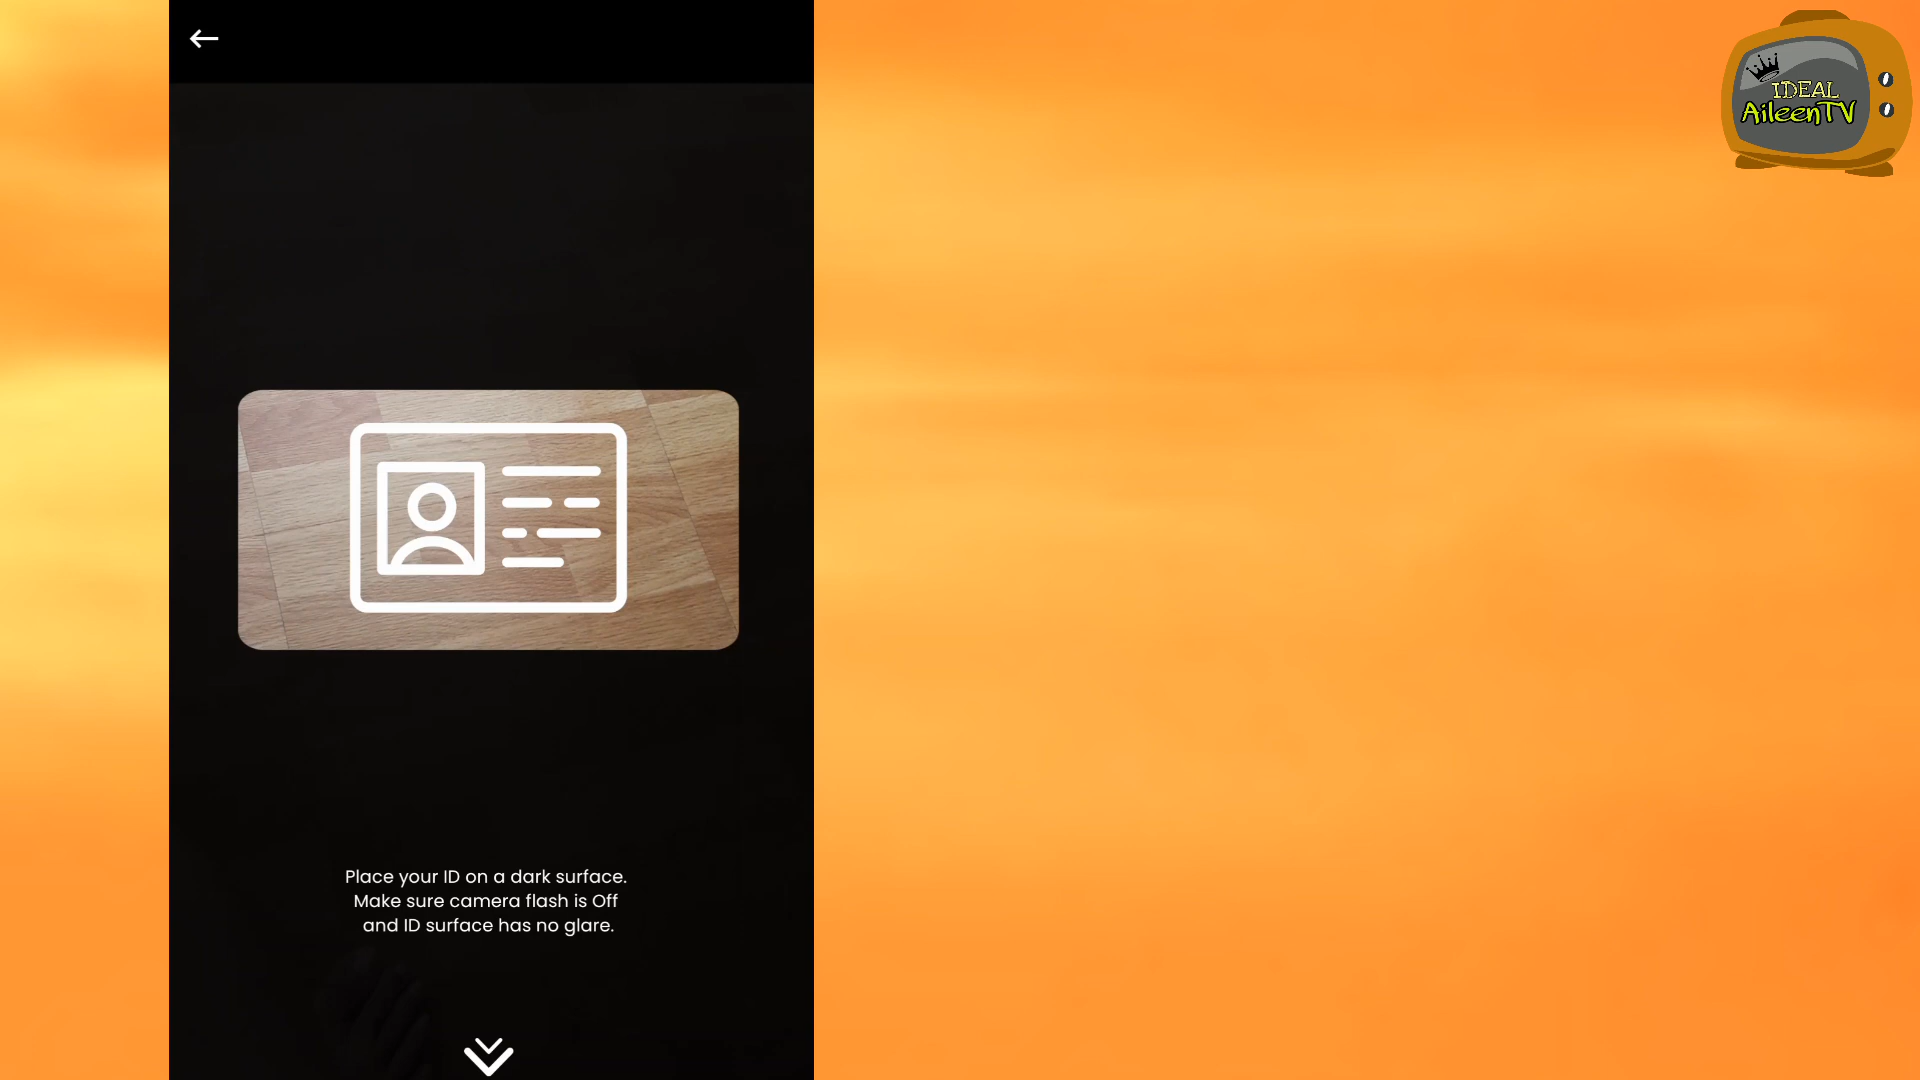 IDEAL
AileenTV
Place your ID on a dark surface.
Make sure camera flash is Off
and ID surface has no glare.